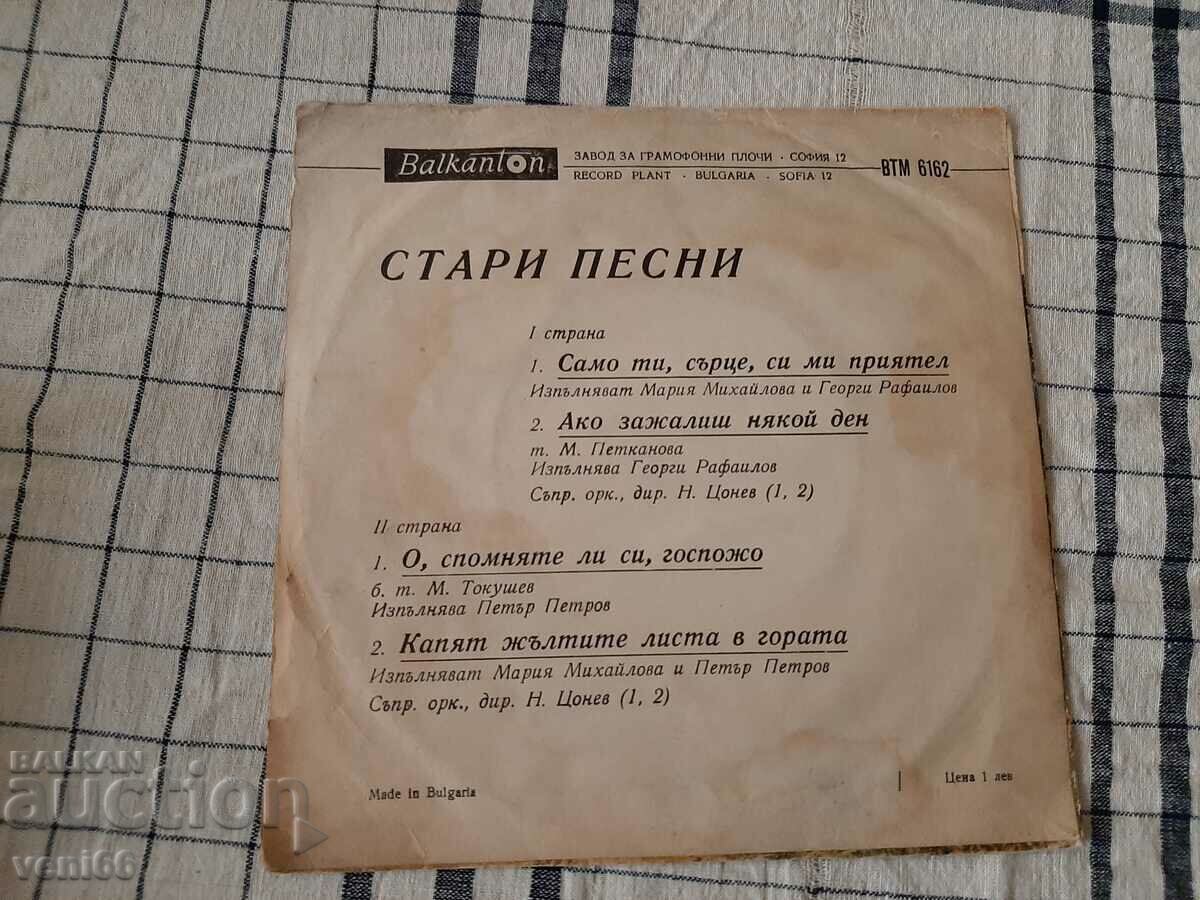 Balkanton
ЗАВОД ЗА ГРАМОФОННИ ПЛОЧИ · СОФИЯ 12
RECORD PLANT · BULGARIA · SOFIA 12
ВТМ 6162
СТАРИ ПЕСНИ
I страна
1. Само ти, сърце, си ми приятел
Изпълняват Мария Михайлова и Георги Рафаилов
2. Ако зажалиш някой ден
т. М. Петканова
Изпълнява Георги Рафаилов
Съпр. орк., дир. Н. Цонев (1, 2)
II страна
1. О, спомняте ли си, госпожо
б. т. М. Токушев
Изпълнява Петър Петров
2. Капят жълтите листа в гората
Изпълняват Мария Михайлова и Петър Петров
Съпр. орк., дир. Н. Цонев (1, 2)
Made in Bulgaria
Цена 1 лев
BALKAN
auction
veni66